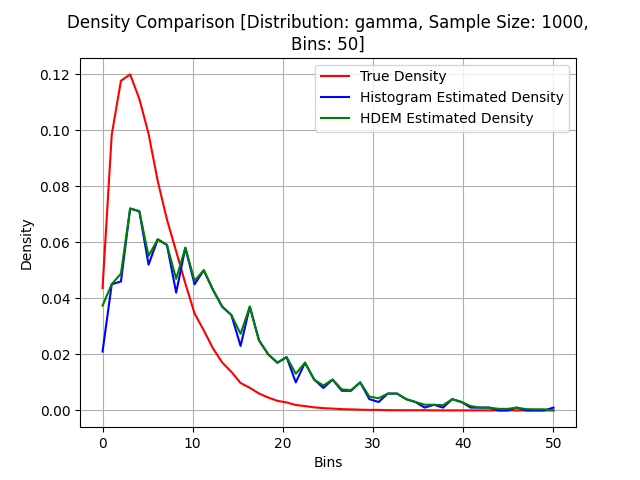 Density Comparison [Distribution: gamma, Sample Size: 1000,
Bins: 50]
True Density
Histogram Estimated Density
HDEM Estimated Density
Density
0.12
0.10
0.08
0.06
0.04
0.02
0.00
0 10 20 30 40 50
Bins